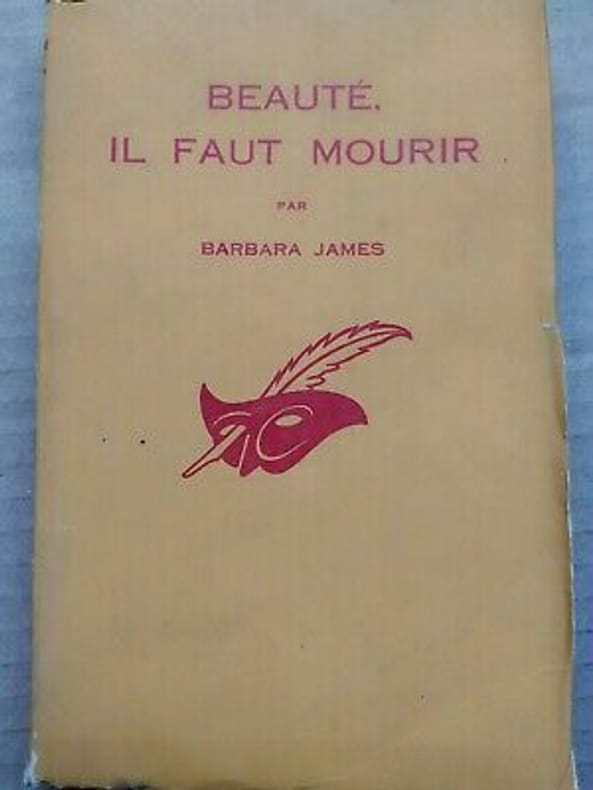 BEAUTÉ,
IL FAUT MOURIR
PAR
BARBARA JAMES